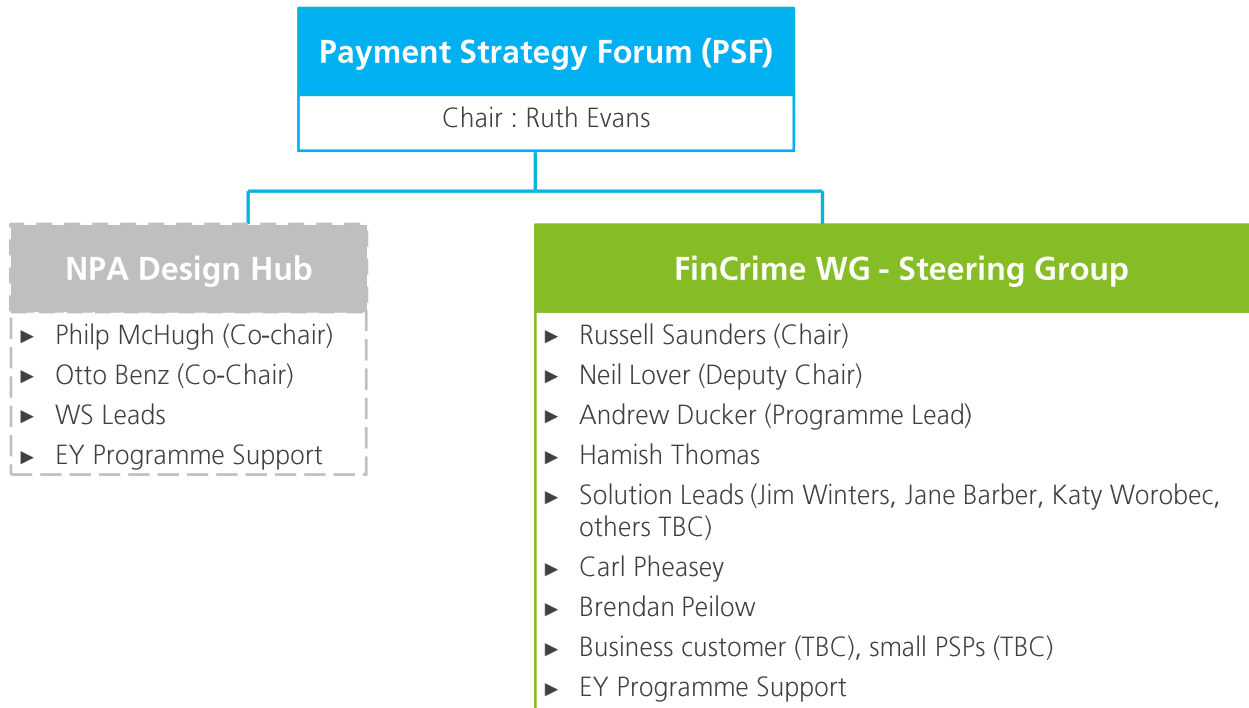 Payment Strategy Forum (PSF)
Chair : Ruth Evans
NPA Design Hub
► Philp McHugh (Co-chair)
► Otto Benz (Co-Chair)
► WS Leads
► EY Programme Support
FinCrime WG - Steering Group
► Russell Saunders (Chair)
► Neil Lover (Deputy Chair)
► Andrew Ducker (Programme Lead)
► Hamish Thomas
► Solution Leads (Jim Winters, Jane Barber, Katy Worobec,
others TBC)
► Carl Pheasey
► Brendan Peilow
► Business customer (TBC), small PSPs (TBC)
► EY Programme Support